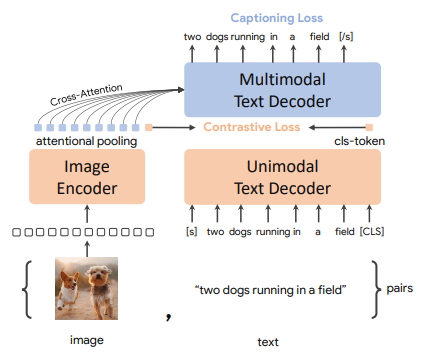 Captioning Loss
two dogs running in a field [/s]
Multimodal
Text Decoder
Cross-Attention
Contrastive Loss
attentional pooling
cls-token
Image
Encoder
Unimodal
Text Decoder
[s] two dogs running in a field [CLS]
"two dogs running in a field"
pairs
,
image
text